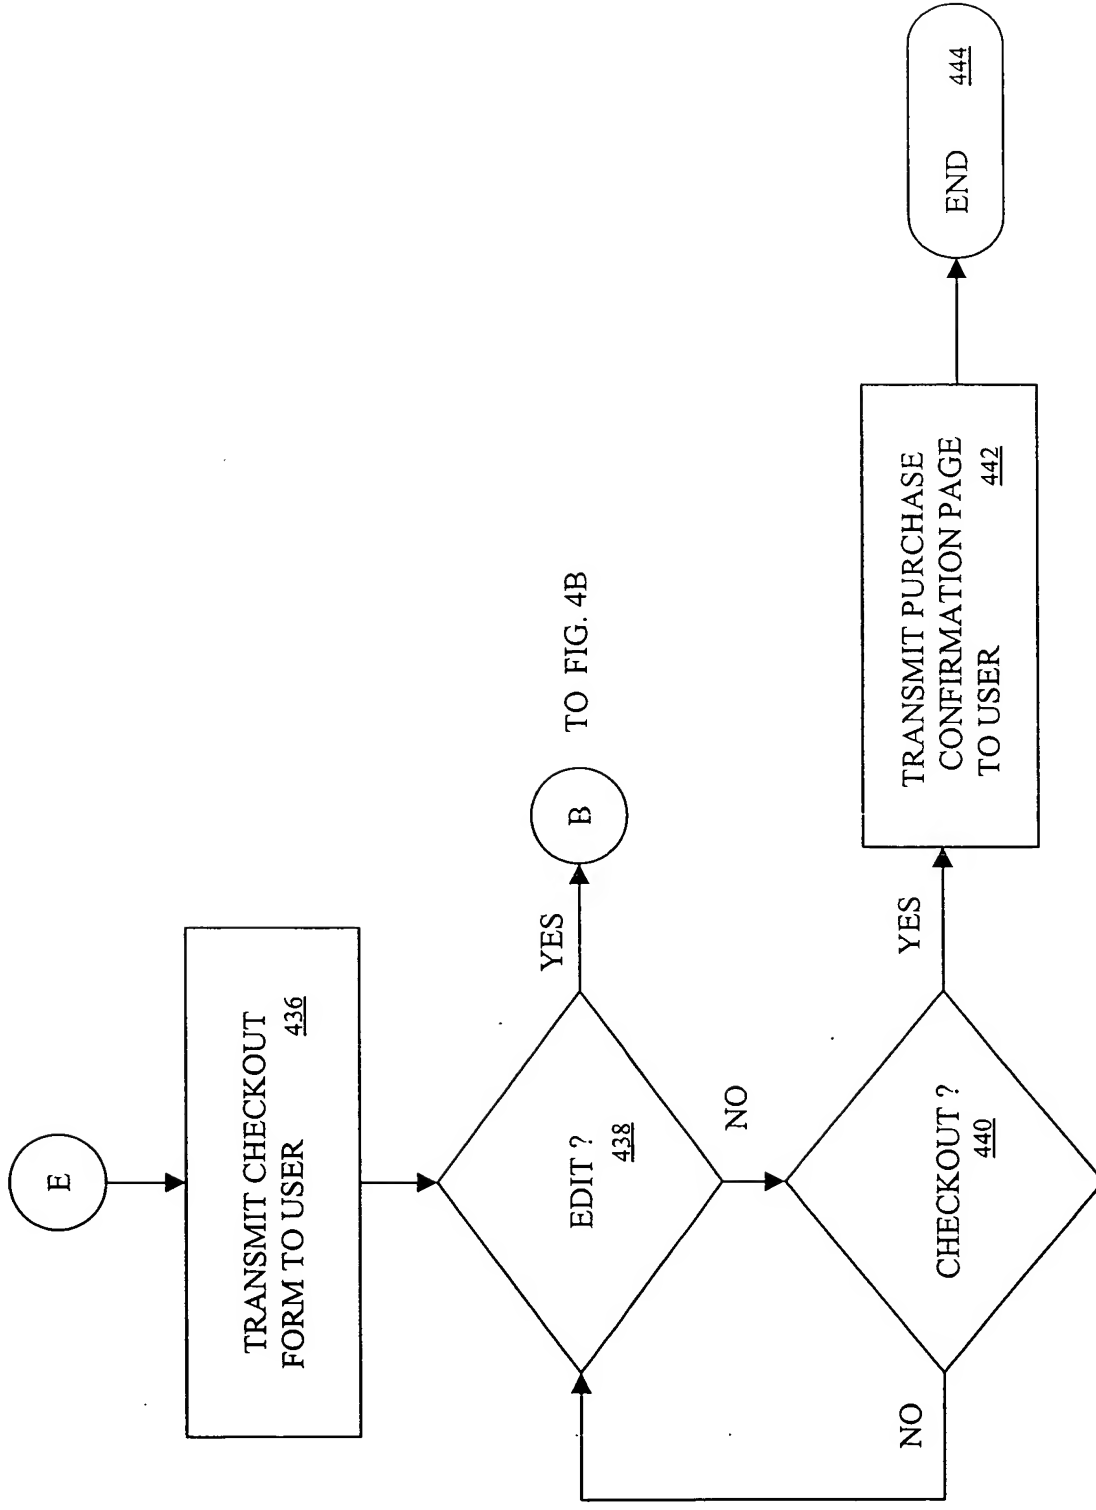 E
TRANSMIT CHECKOUT
FORM TO USER
436
EDIT ?
438
YES
B
TO FIG. 4B
NO
CHECKOUT ?
440
NO
YES
TRANSMIT PURCHASE
CONFIRMATION PAGE
TO USER
442
END
444